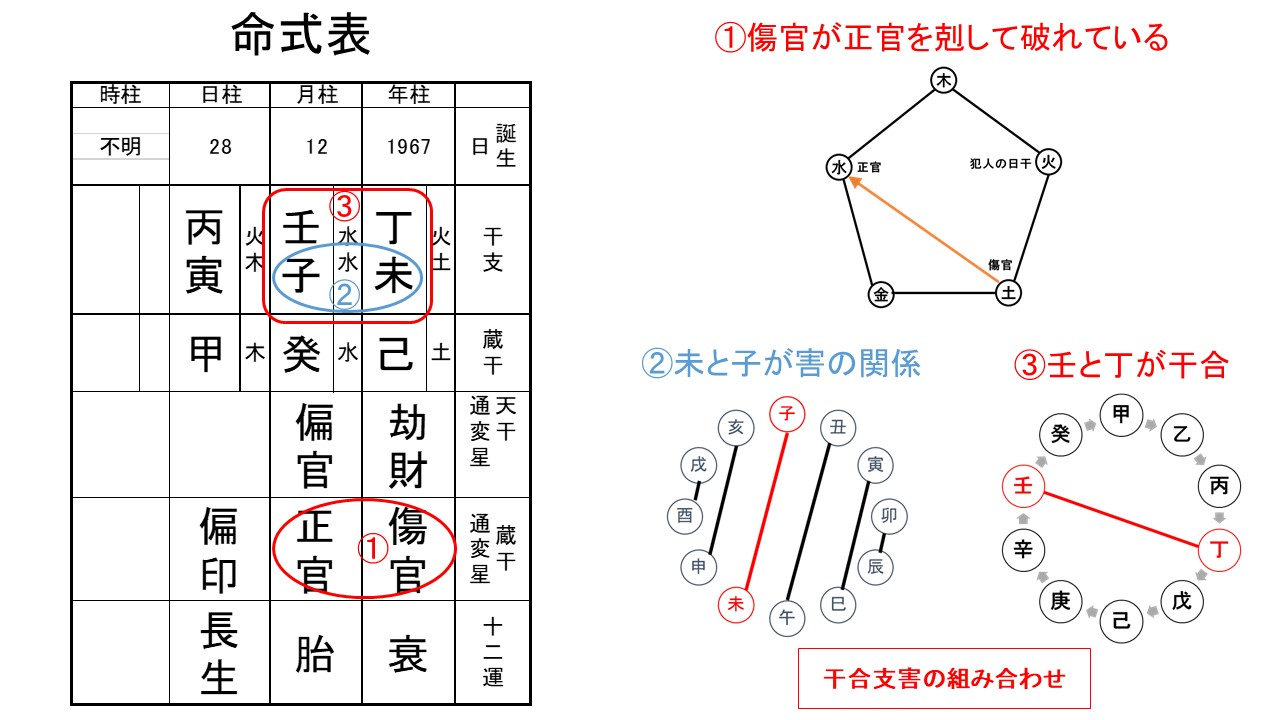 命式表
時柱 日柱 月柱 年柱
不明 28 12 1967 誕生日
丙 火 壬 ③ 水 丁 火 干支
寅 木 子 ② 水 未 土
甲 木 癸 水 己 土 蔵干
偏官 劫財 天干通変星
偏印 正官 ① 傷官 蔵干通変星
長生 胎 衰 十二運
①傷官が正官を剋して破れている
木
水 正官
犯人の日干 火
傷官
金
土
②未と子が害の関係
子
亥
丑
戌
寅
酉
卯
申
辰
未
巳
午
③壬と丁が干合
甲
癸
乙
壬
丙
辛
丁
庚
戊
己
干合支害の組み合わせ